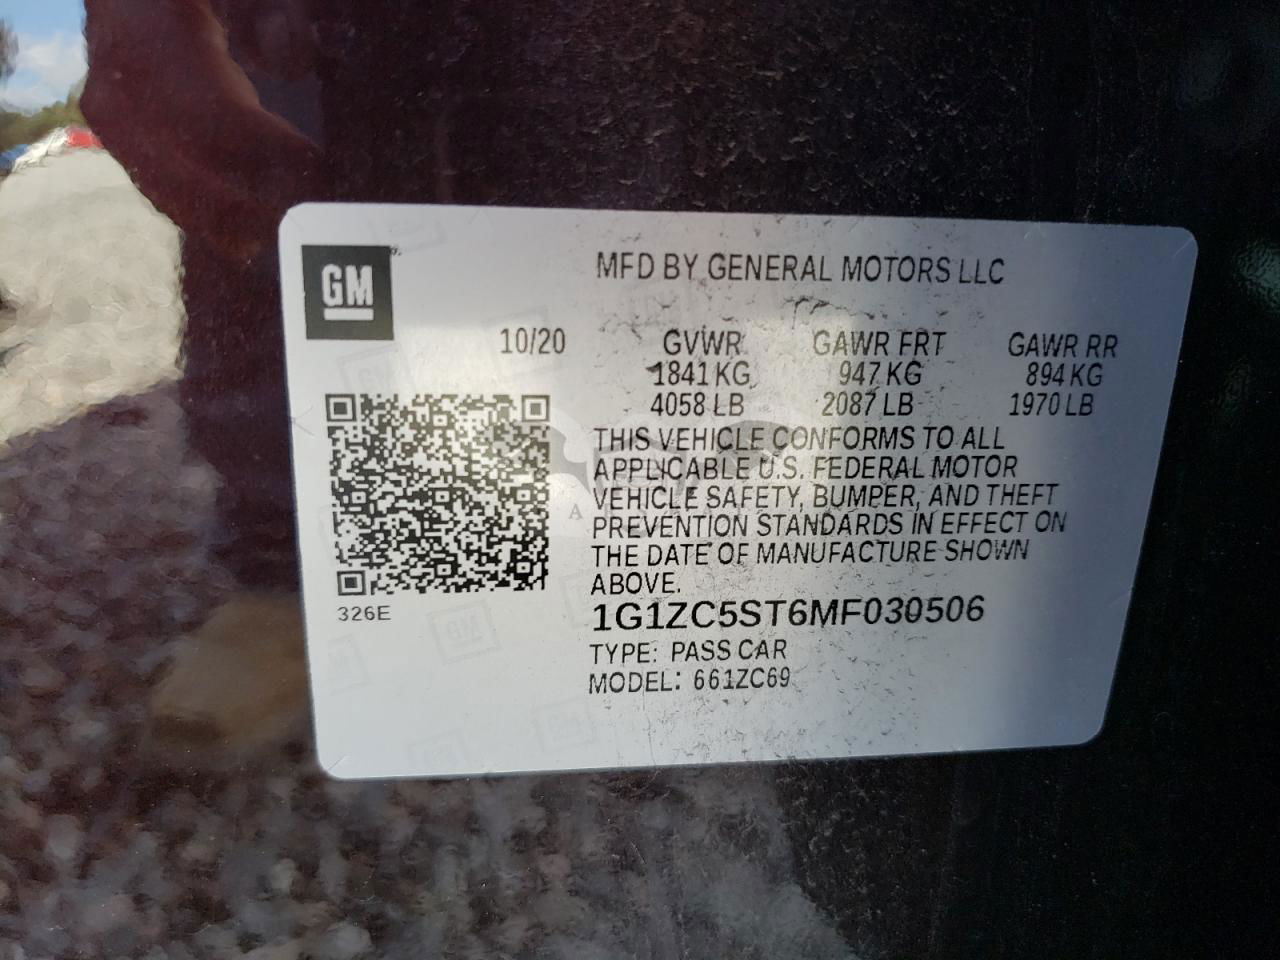 GM
MFD BY GENERAL MOTORS LLC
10/20 GVWR GAWR FRT GAWR RR
1841 KG 947 KG 894 KG
4058 LB 2087 LB 1970 LB
THIS VEHICLE CONFORMS TO ALL
APPLICABLE U.S. FEDERAL MOTOR
VEHICLE SAFETY, BUMPER, AND THEFT
PREVENTION STANDARDS IN EFFECT ON
THE DATE OF MANUFACTURE SHOWN
ABOVE.
326E
1G1ZC5ST6MF030506
TYPE: PASS CAR
MODEL: 661ZC69